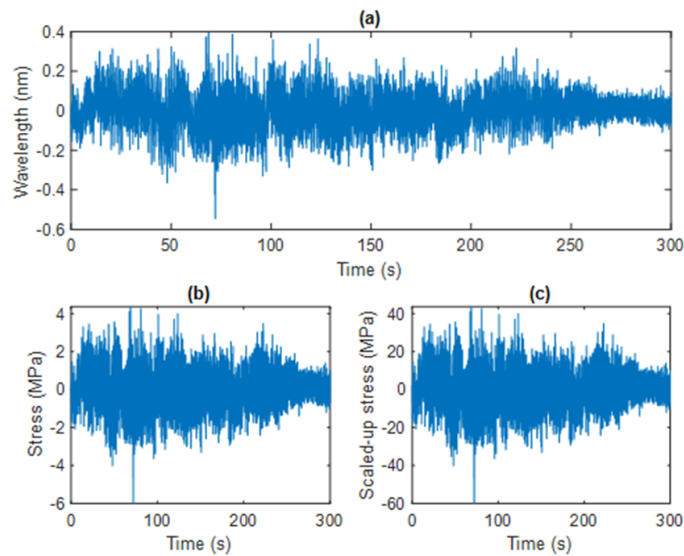 (a)
Wavelength (nm)
0.4
0.2
0
-0.2
-0.4
-0.6
0 50 100 150 200 250 300
Time (s)
(b)
Stress (MPa)
4
2
0
-2
-4
-6
0 100 200 300
Time (s)
(c)
Scaled-up stress (MPa)
40
20
0
-20
-40
-60
0 100 200 300
Time (s)